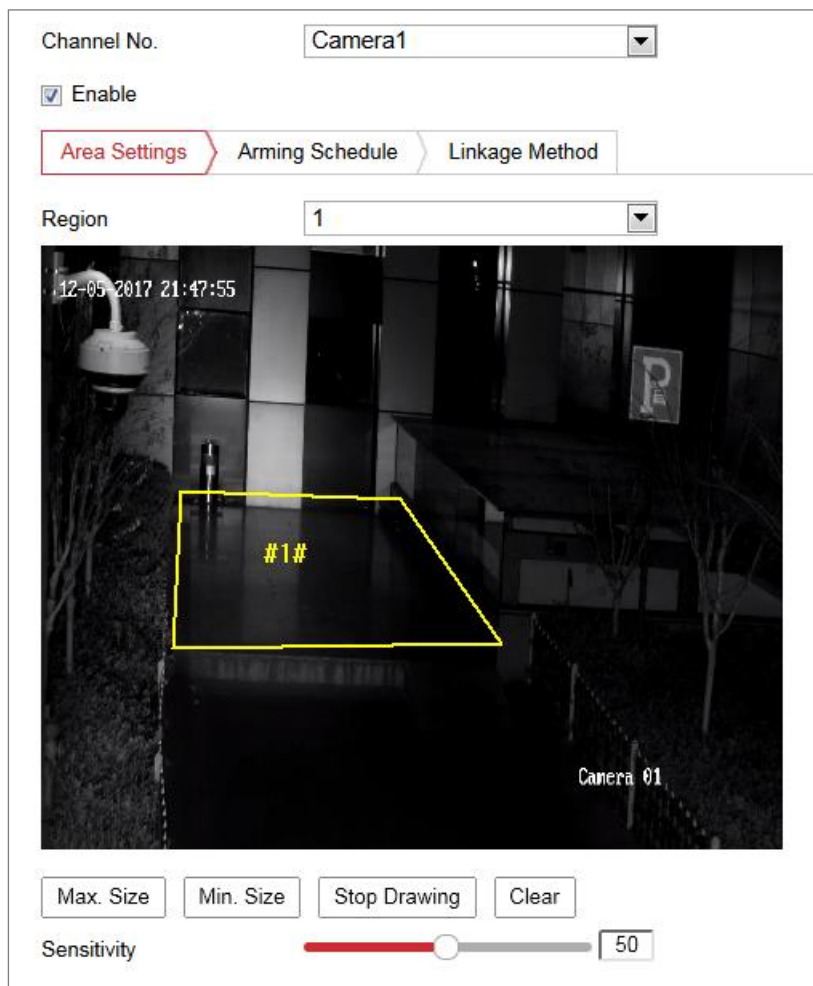 Channel No. Camera1
Enable
Area Settings Arming Schedule Linkage Method
Region 1
12-05-2017 21:47:55
P
#1#
Camera 01
Max. Size Min. Size Stop Drawing Clear
Sensitivity 50